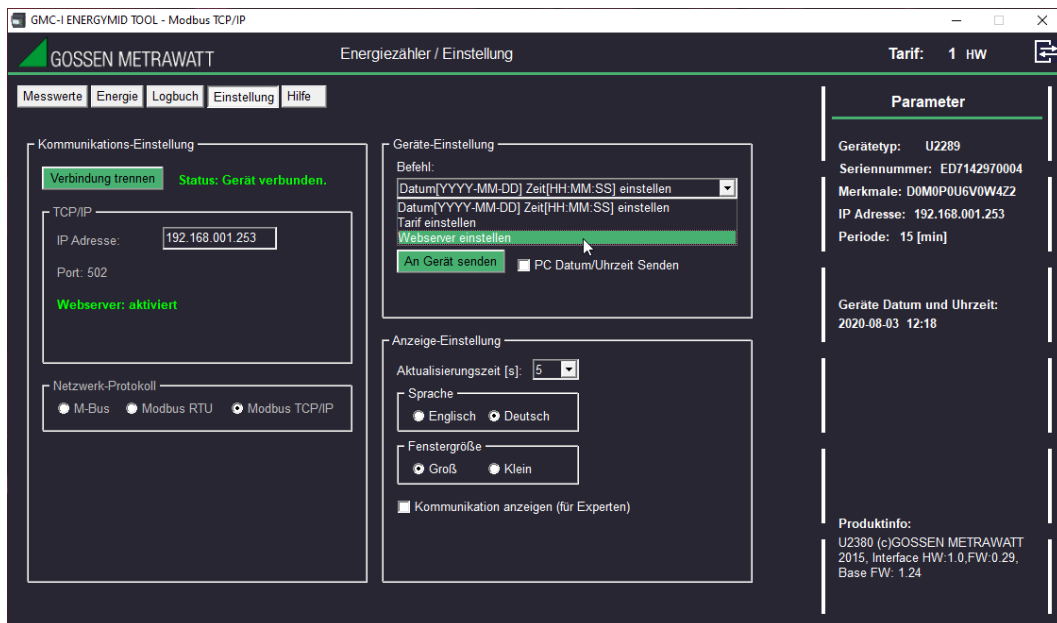 GMC-I ENERGYMID TOOL - Modbus TCP/IP
GOSSEN METRAWATT
Energiezähler / Einstellung
Tarif: 1 HW
Messwerte Energie Logbuch Einstellung Hilfe
Kommunikations-Einstellung
Verbindung trennen Status: Gerät verbunden.
TCP/IP
IP Adresse: 192.168.001.253
Port: 502
Webserver: aktiviert
Netzwerk-Protokoll
M-Bus Modbus RTU Modbus TCP/IP
Geräte-Einstellung
Befehl:
Datum[YYYY-MM-DD] Zeit[HH:MM:SS] einstellen
Datum[YYYY-MM-DD] Zeit[HH:MM:SS] einstellen
Tarif einstellen
Webserver einstellen
An Gerät senden PC Datum/Uhrzeit Senden
Anzeige-Einstellung
Aktualisierungszeit [s]: 5
Sprache
Englisch Deutsch
Fenstergröße
Groß Klein
Kommunikation anzeigen (für Experten)
Parameter
Gerätetyp: U2289
Seriennummer: ED7142970004
Merkmale: D0M0P0U6V0W4Z2
IP Adresse: 192.168.001.253
Periode: 15 [min]
Geräte Datum und Uhrzeit:
2020-08-03 12:18
Produktinfo:
U2380 (c)GOSSEN METRAWATT
2015, Interface HW:1.0,FW:0.29,
Base FW: 1.24